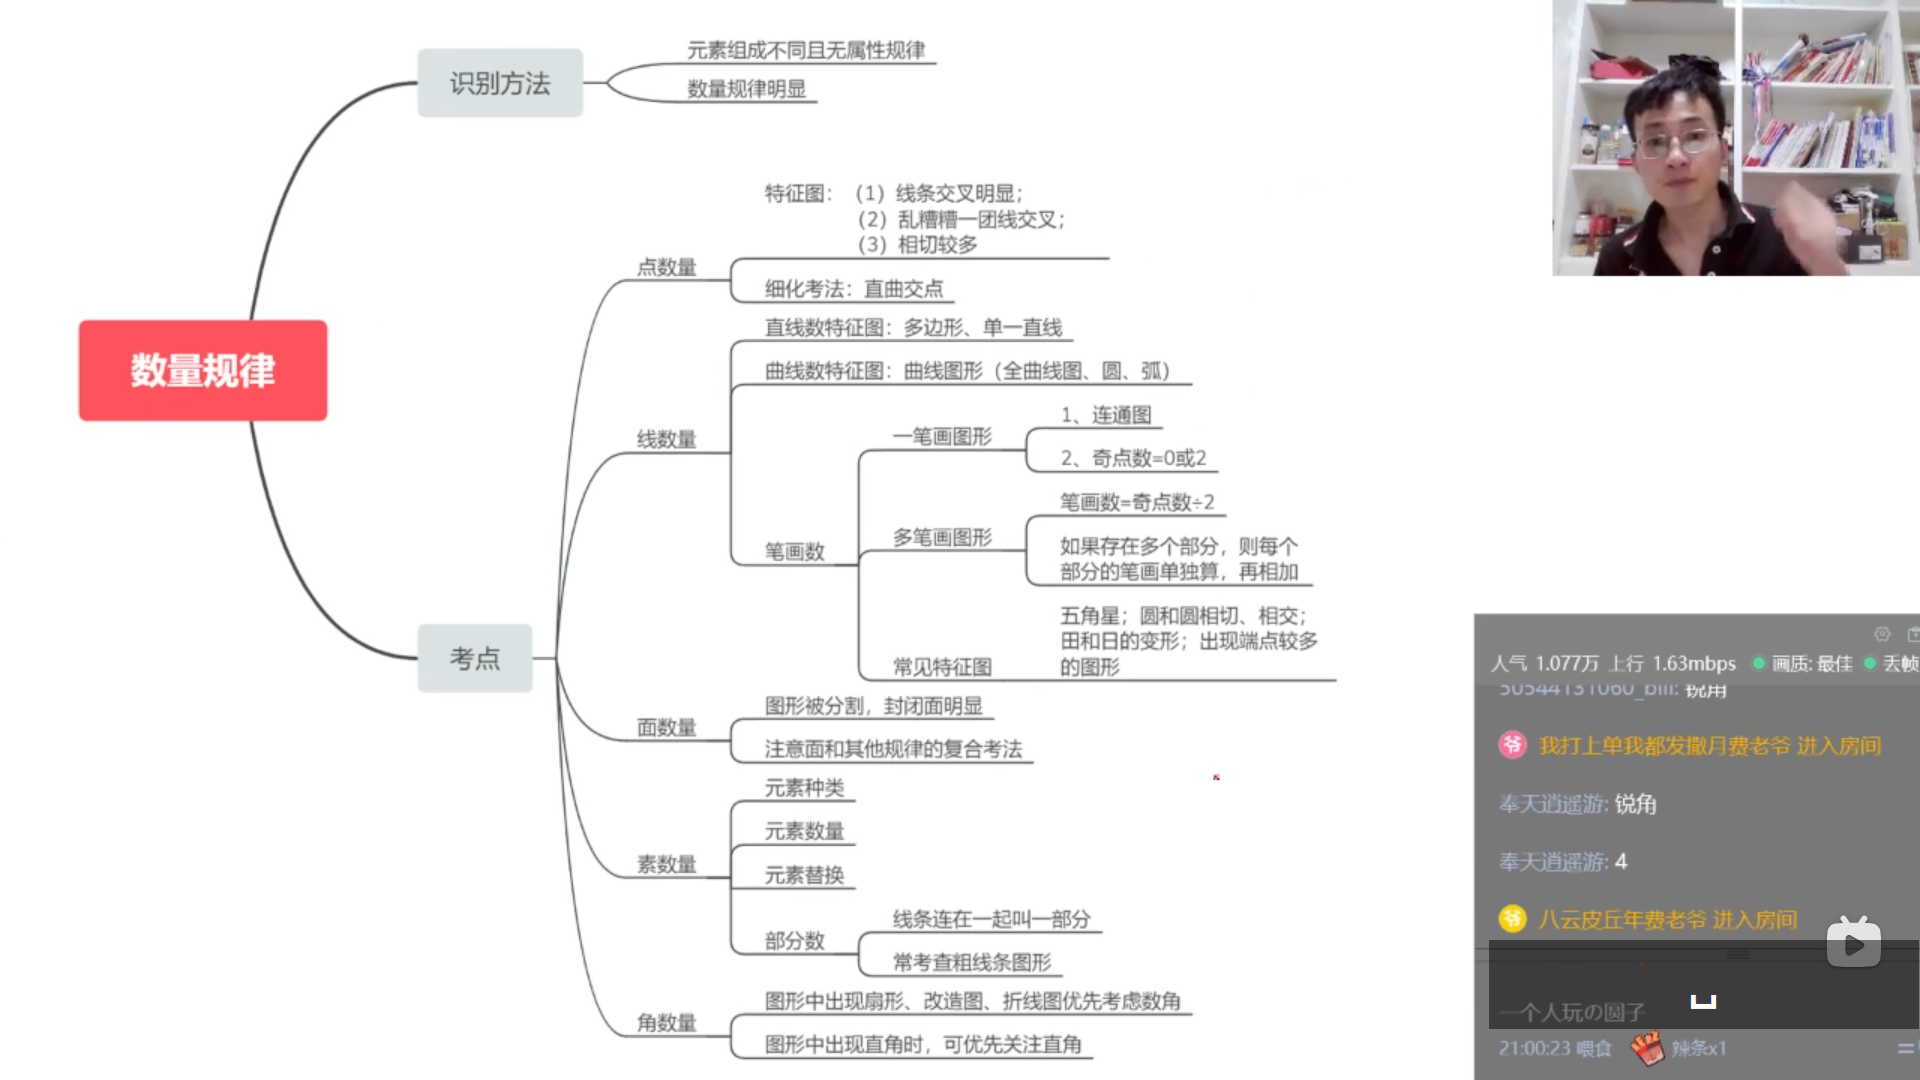 数量规律
识别方法
元素组成不同且无属性规律
数量规律明显
考点
点数量
特征图：（1）线条交叉明显；
（2）乱糟糟一团线交叉；
（3）相切较多
细化考法：直曲交点
线数量
直线数特征图：多边形、单一直线
曲线数特征图：曲线图形（全曲线图、圆、弧）
笔画数
一笔画图形
1、连通图
2、奇点数=0或2
多笔画图形
笔画数=奇点数÷2
如果存在多个部分，则每个
部分的笔画单独算，再相加
常见特征图
五角星；圆和圆相切、相交；
田和日的变形；出现端点较多
的图形
面数量
图形被分割，封闭面明显
注意面和其他规律的复合考法
素数量
元素种类
元素数量
元素替换
部分数
线条连在一起叫一部分
常考查粗线条图形
角数量
图形中出现扇形、改造图、折线图优先考虑数角
图形中出现直角时，可优先关注直角
人气 1.077万 上行 1.63mbps 画质: 最佳 丢帧
锐角
爷 我打上单我都发撒月费老爷 进入房间
奉天逍遥游: 锐角
奉天逍遥游: 4
爷 八云皮丘年费老爷 进入房间
一个人玩の圆子
21:00:23 喂食 辣条x1